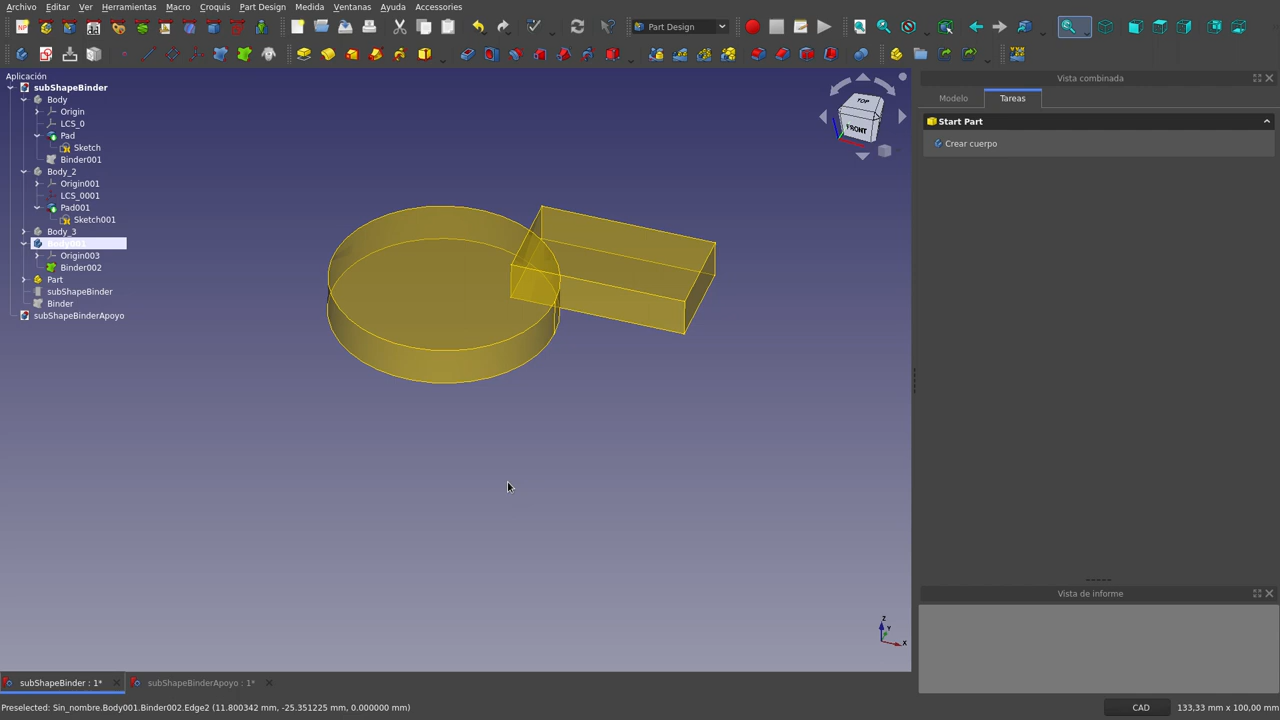 Archivo Editar Ver Herramientas Macro Croquis Part Design Medida Ventanas Ayuda Accessories
Part Design
Aplicación
subShapeBinder
Body
Origin
LCS_0
Pad
Sketch
Binder001
Body_2
Origin001
LCS_0001
Pad001
Sketch001
Body_3
Body001
Origin003
Binder002
Part
subShapeBinder
Binder
subShapeBinderApoyo
TOP
FRONT
Z
Y
X
Vista combinada
Modelo Tareas
Start Part
Crear cuerpo
Vista de informe
subShapeBinder : 1* subShapeBinderApoyo : 1*
Preselected: Sin_nombre.Body001.Binder002.Edge2 (11.800342 mm, -25.351225 mm, 0.000000 mm) CAD 133,33 mm x 100,00 mm